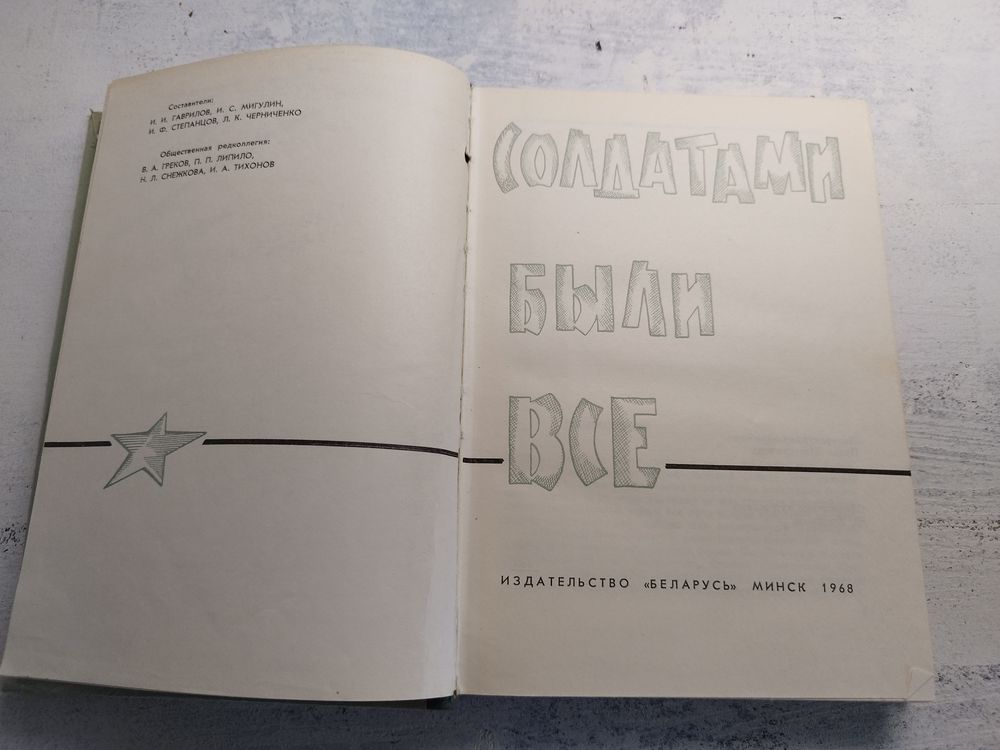 Составители:
И. И. ГАВРИЛОВ, И. С. МИГУЛИН,
И. Ф. СТЕПАНЦОВ, Л. К. ЧЕРНИЧЕНКО
Общественная редколлегия:
В. А. ГРЕКОВ, П. П. ЛИПИЛО,
Н. Л. СНЕЖКОВА, И. А. ТИХОНОВ
СОЛДАТАМИ
БЫЛИ
ВСЕ
ИЗДАТЕЛЬСТВО «БЕЛАРУСЬ» МИНСК 1968